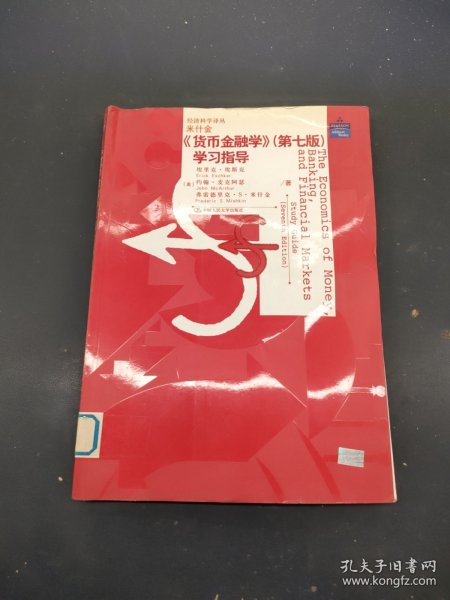 经济科学译丛
米什金
《货币金融学》(第七版)
学习指导
埃里克·埃斯克
[美] 约翰·麦克阿瑟
John McArthur
弗雷德里克·S·米什金
Frederic S. Mishkin
/著
中国人民大学出版社
The Economics of Money,
Banking,
and Financial Markets
Study Guide
(Seventh Edition)
PEARSON
孔夫子旧书网
www.kongfz.com